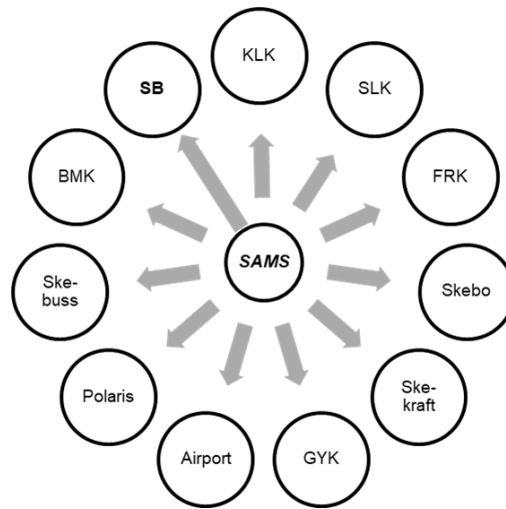 KLK
SB
SLK
BMK
FRK
SAMS
Ske-
buss
Skebo
Polaris
Ske-
kraft
Airport
GYK